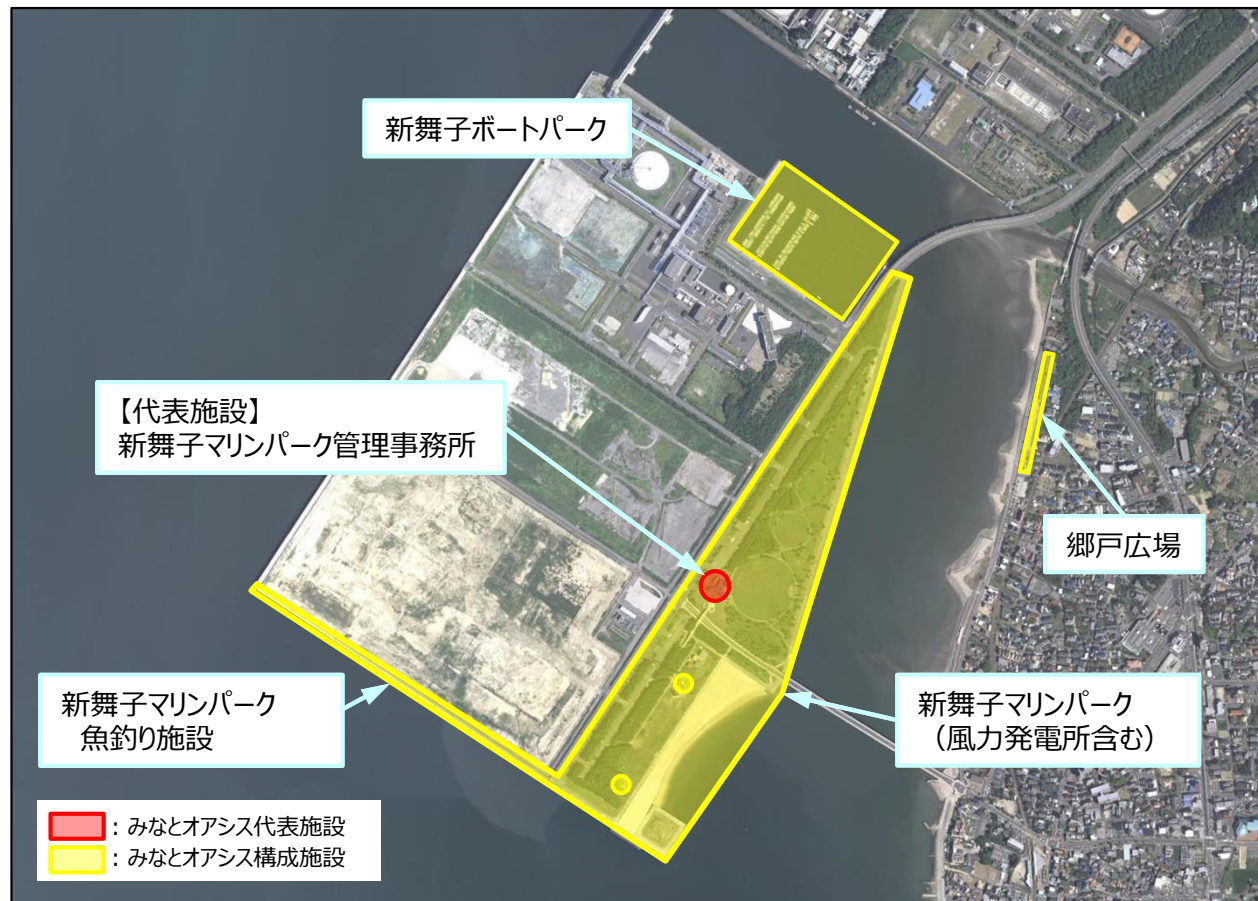 新舞子ボートパーク
【代表施設】
新舞子マリンパーク管理事務所
郷戸広場
新舞子マリンパーク
魚釣り施設
新舞子マリンパーク
（風力発電所含む）
：みなとオアシス代表施設
：みなとオアシス構成施設